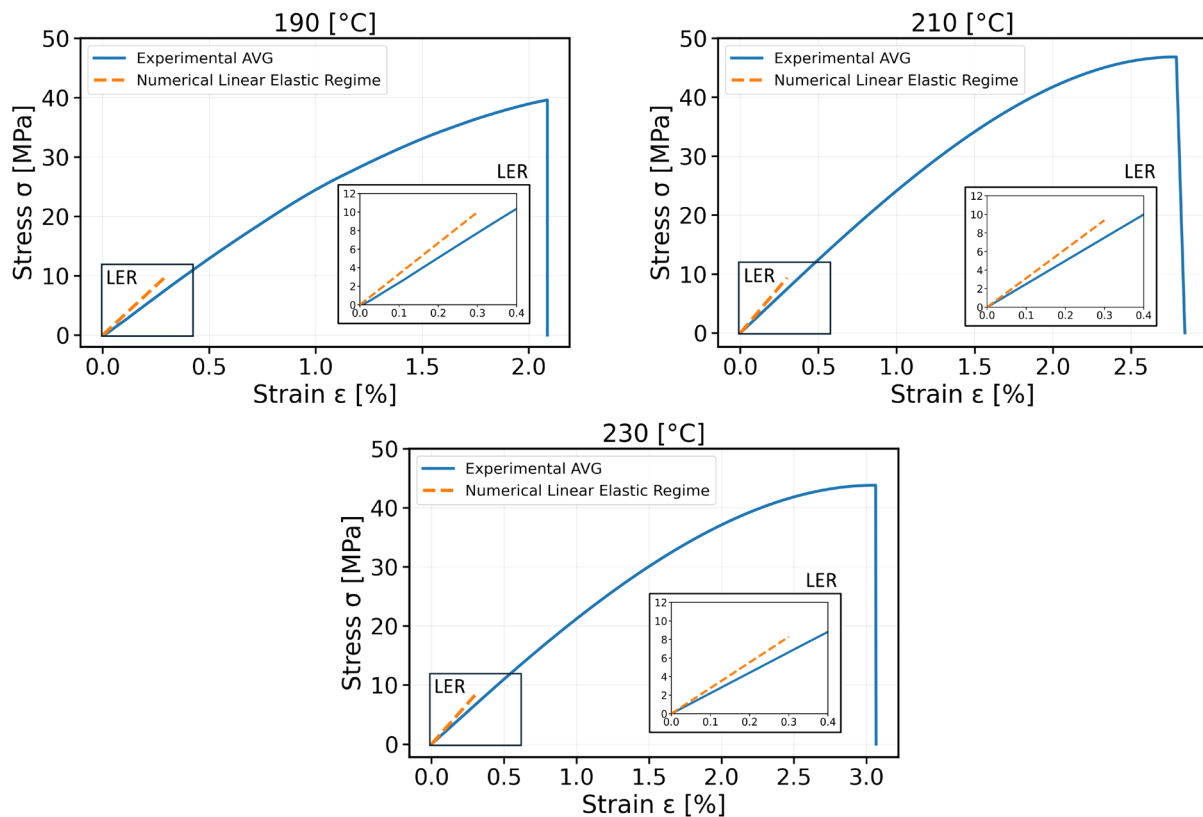 190 [°C]
50
40
30
20
10
0
Stress σ [MPa]
Experimental AVG
Numerical Linear Elastic Regime
LER
LER
12
10
8
6
4
2
0
0.0 0.1 0.2 0.3 0.4
0.0 0.5 1.0 1.5 2.0
Strain ε [%]
210 [°C]
50
40
30
20
10
0
Stress σ [MPa]
Experimental AVG
Numerical Linear Elastic Regime
LER
LER
12
10
8
6
4
2
0
0.0 0.1 0.2 0.3 0.4
0.0 0.5 1.0 1.5 2.0 2.5
Strain ε [%]
230 [°C]
50
40
30
20
10
0
Stress σ [MPa]
Experimental AVG
Numerical Linear Elastic Regime
LER
LER
12
10
8
6
4
2
0
0.0 0.1 0.2 0.3 0.4
0.0 0.5 1.0 1.5 2.0 2.5 3.0
Strain ε [%]